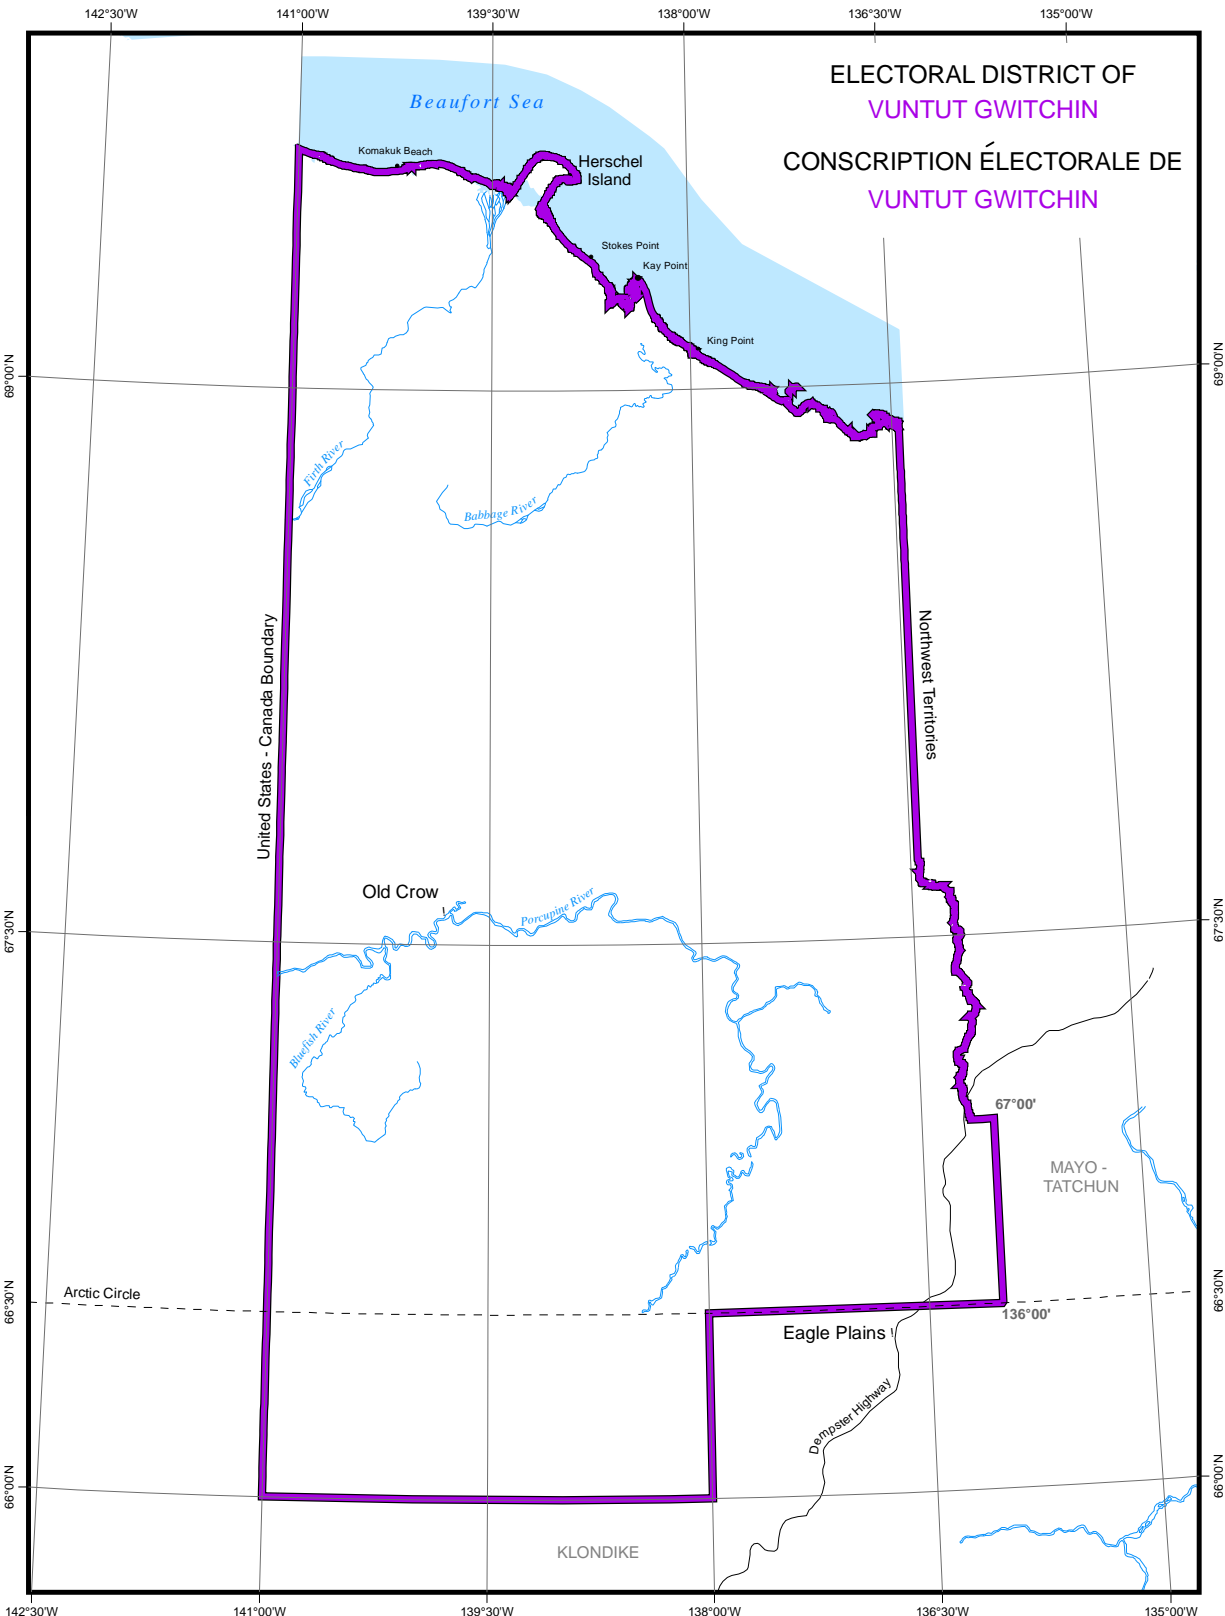 142°30'W 141°00'W 139°30'W 138°00'W 136°30'W 135°00'W
ELECTORAL DISTRICT OF
VUNTUT GWITCHIN
CONSCRIPTION ÉLECTORALE DE
VUNTUT GWITCHIN
Beaufort Sea
Komakuk Beach
Herschel
Island
Stokes Point
Kay Point
King Point
69°00'N
69°00'N
Firth River
Babbage River
United States - Canada Boundary
Northwest Territories
Old Crow
Porcupine River
67°30'N
67°30'N
Bluefish River
67°00'
MAYO -
TATCHUN
Arctic Circle
66°30'N
66°30'N
136°00'
Eagle Plains
Dempster Highway
66°00'N
66°00'N
KLONDIKE
142°30'W 141°00'W 139°30'W 138°00'W 136°30'W 135°00'W